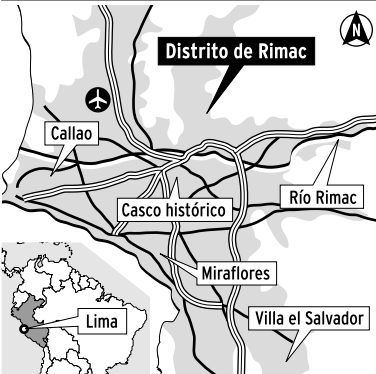 N
Distrito de Rimac
Callao
Río Rimac
Casco histórico
Miraflores
Lima
Villa el Salvador